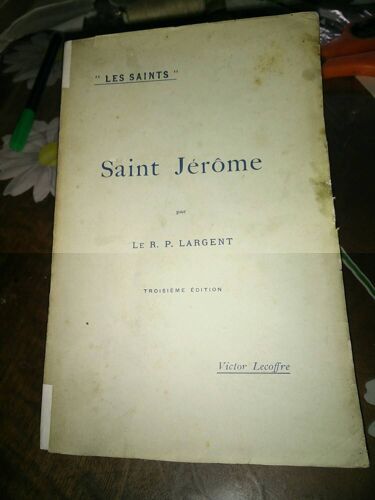 "LES SAINTS"
Saint Jérôme
par
LE R. P. LARGENT
TROISIÈME ÉDITION
Victor Lecoffre